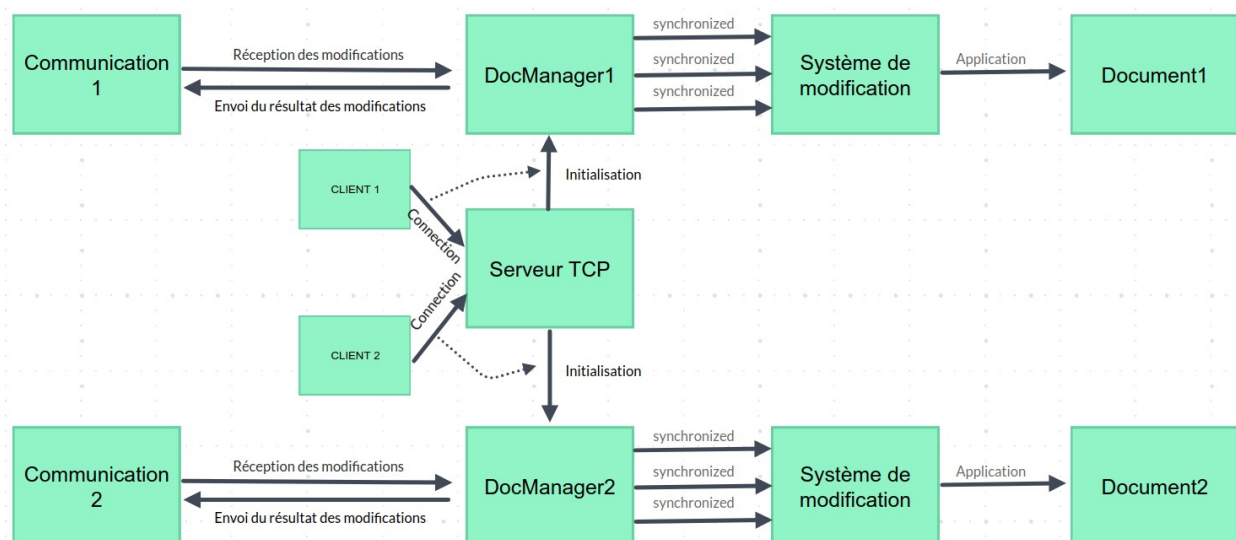 Communication
1
Réception des modifications
Envoi du résultat des modifications
DocManager1
synchronized
synchronized
synchronized
Système de
modification
Application
Document1
CLIENT 1
Connection
Initialisation
Serveur TCP
CLIENT 2
Connection
Initialisation
Communication
2
Réception des modifications
Envoi du résultat des modifications
DocManager2
synchronized
synchronized
synchronized
Système de
modification
Application
Document2